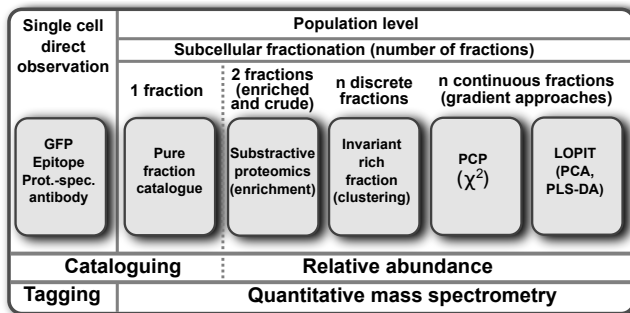 Single cell
direct
observation
Population level
Subcellular fractionation (number of fractions)
1 fraction
2 fractions
(enriched
and crude)
n discrete
fractions
n continuous fractions
(gradient approaches)
GFP
Epitope
Prot.-spec.
antibody
Pure
fraction
catalogue
Substractive
proteomics
(enrichment)
Invariant
rich
fraction
(clustering)
PCP
(χ²)
LOPIT
(PCA,
PLS-DA)
Cataloguing
Relative abundance
Tagging
Quantitative mass spectrometry